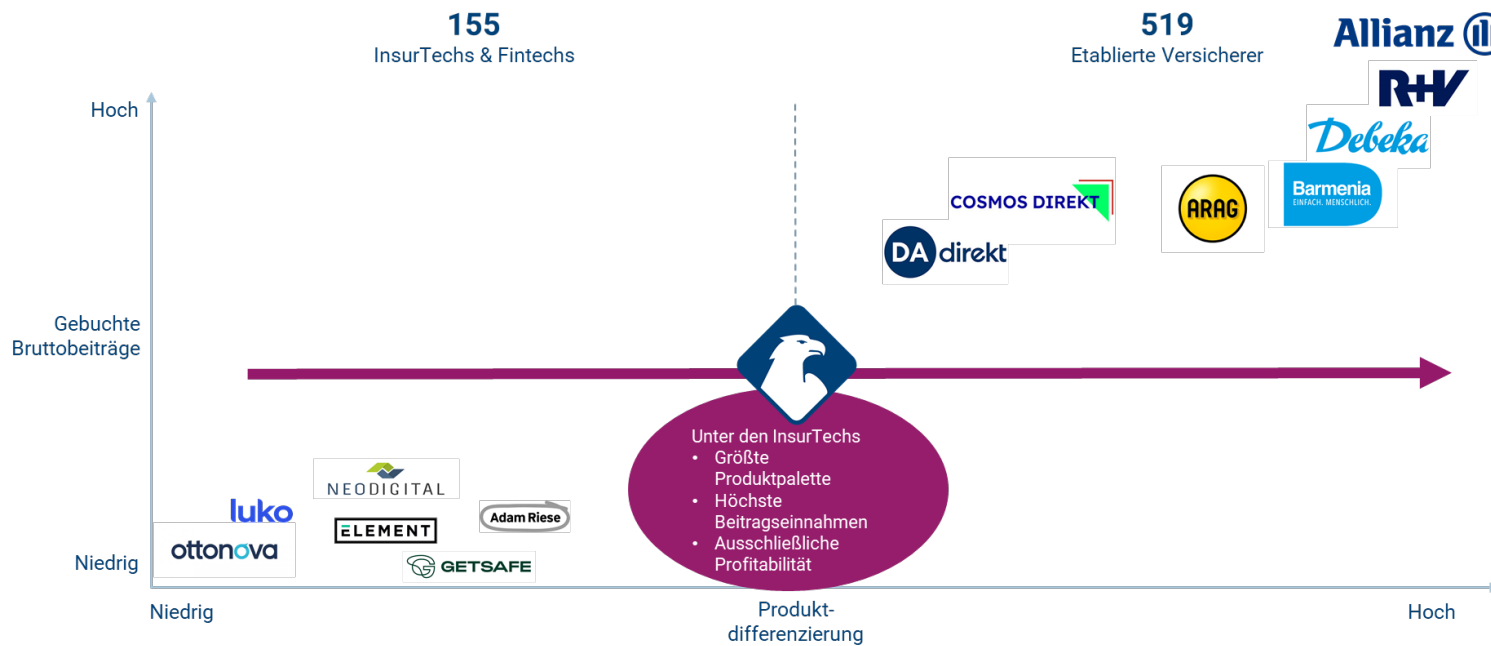 155
InsurTechs & Fintechs
519
Etablierte Versicherer
Allianz
R+V
Debeka
Hoch
Barmenia
EINFACH. MENSCHLICH.
COSMOS DIREKT
ARAG
DA direkt
Gebuchte
Bruttobeiträge
Unter den InsurTechs
• Größte
Produktpalette
• Höchste
Beitragseinnahmen
• Ausschließliche
Profitabilität
NEODIGITAL
luko
Adam Riese
ELEMENT
ottonova
GETSAFE
Niedrig
Niedrig
Produkt-
differenzierung
Hoch